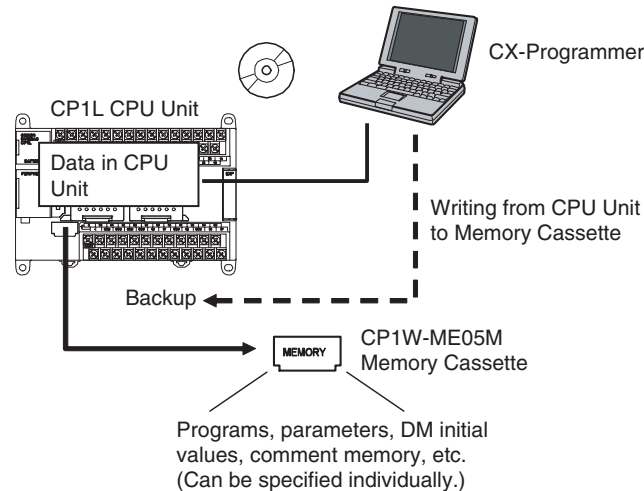 CX-Programmer
CP1L CPU Unit
Data in CPU
Unit
Writing from CPU Unit
to Memory Cassette
Backup
MEMORY
CP1W-ME05M
Memory Cassette
Programs, parameters, DM initial
values, comment memory, etc.
(Can be specified individually.)